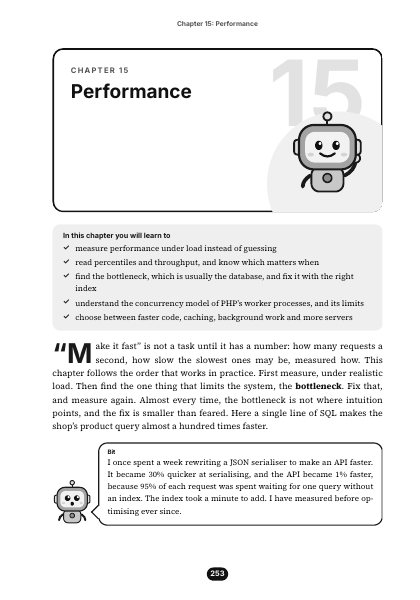 Chapter 15: Performance
CHAPTER 15
15
Performance
In this chapter you will learn to
✓ measure performance under load instead of guessing
✓ read percentiles and throughput, and know which matters when
✓ find the bottleneck, which is usually the database, and fix it with the right
index
✓ understand the concurrency model of PHP's worker processes, and its limits
✓ choose between faster code, caching, background work and more servers
“Make it fast” is not a task until it has a number: how many requests a
second, how slow the slowest ones may be, measured how. This
chapter follows the order that works in practice. First measure, under realistic
load. Then find the one thing that limits the system, the bottleneck. Fix that,
and measure again. Almost every time, the bottleneck is not where intuition
points, and the fix is smaller than feared. Here a single line of SQL makes the
shop's product query almost a hundred times faster.
Bit
I once spent a week rewriting a JSON serialiser to make an API faster.
It became 30% quicker at serialising, and the API became 1% faster,
because 95% of each request was spent waiting for one query without
an index. The index took a minute to add. I have measured before op-
timising ever since.
253